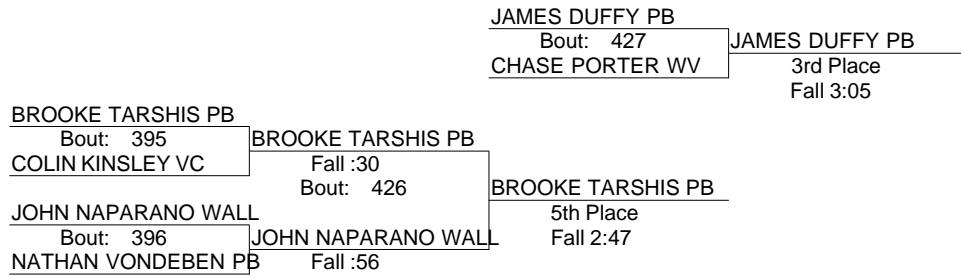 JAMES DUFFY PB
Bout: 427
JAMES DUFFY PB
CHASE PORTER WV
3rd Place
Fall 3:05
BROOKE TARSHIS PB
Bout: 395
BROOKE TARSHIS PB
COLIN KINSLEY VC
Fall :30
Bout: 426
BROOKE TARSHIS PB
JOHN NAPARANO WALL
5th Place
Bout: 396
JOHN NAPARANO WALL
Fall 2:47
NATHAN VONDEBEN PB
Fall :56